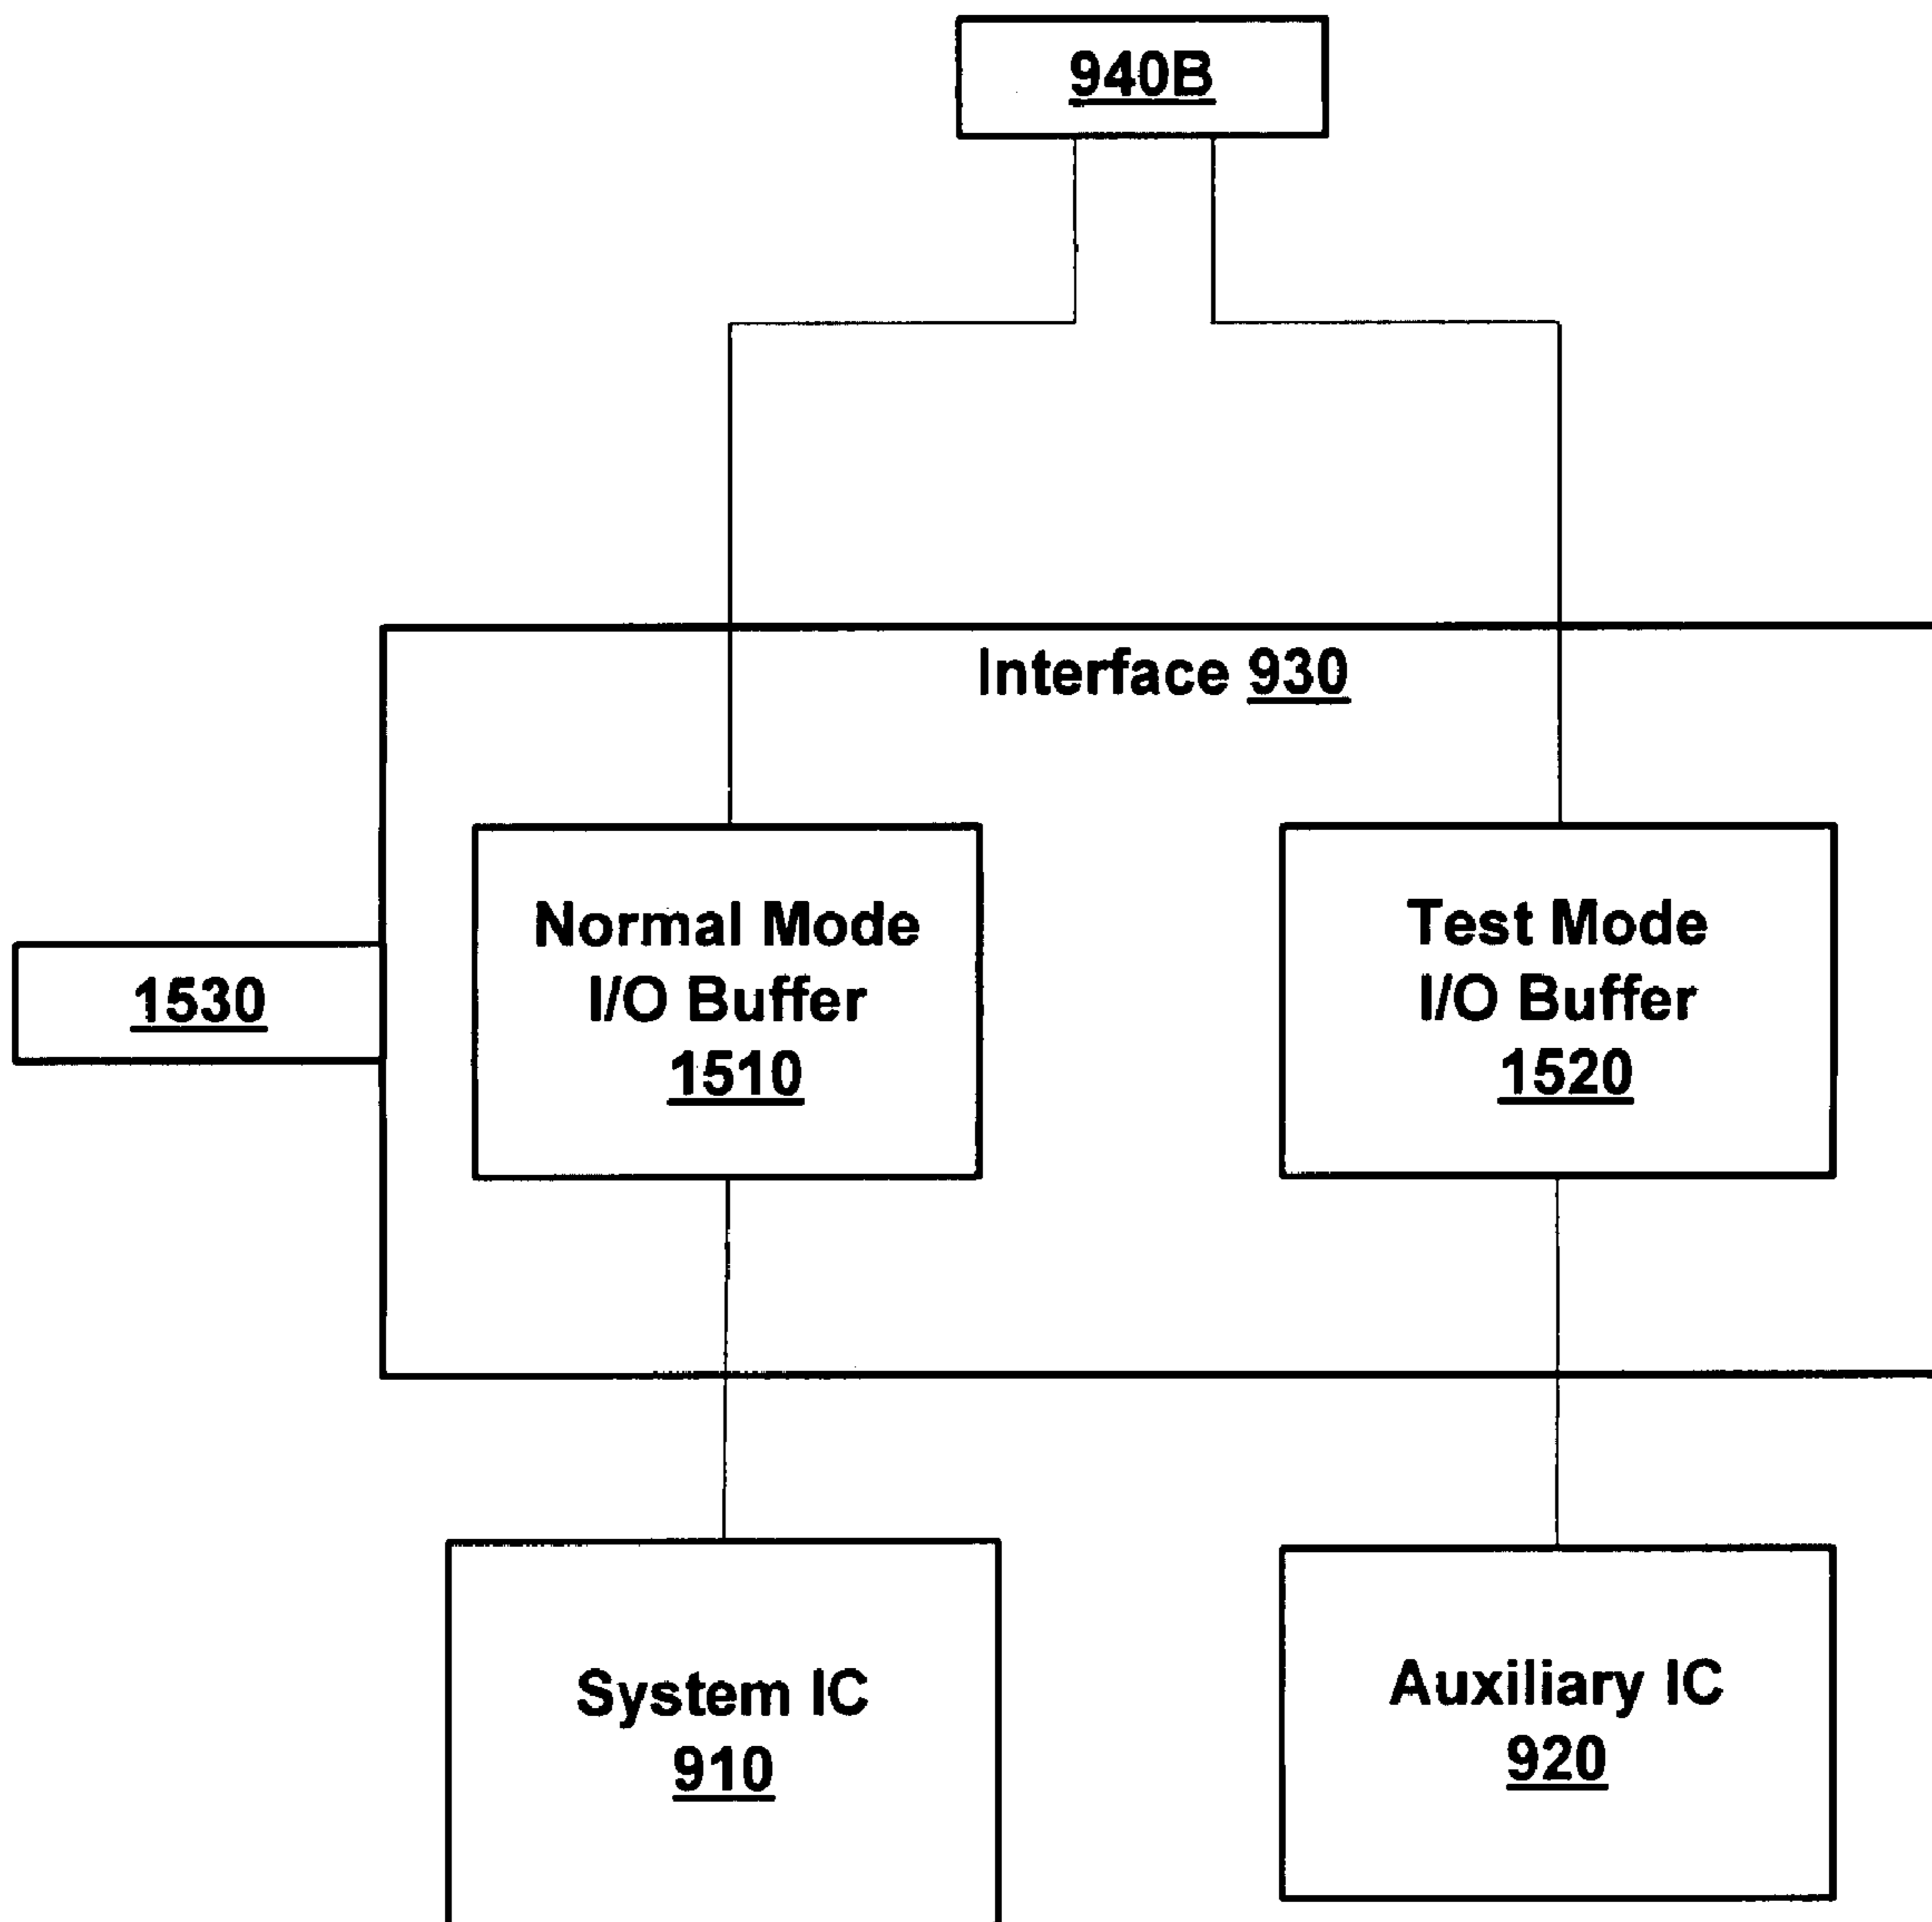 940B
Interface 930
Normal Mode
I/O Buffer
1510
Test Mode
I/O Buffer
1520
1530
System IC
910
Auxiliary IC
920